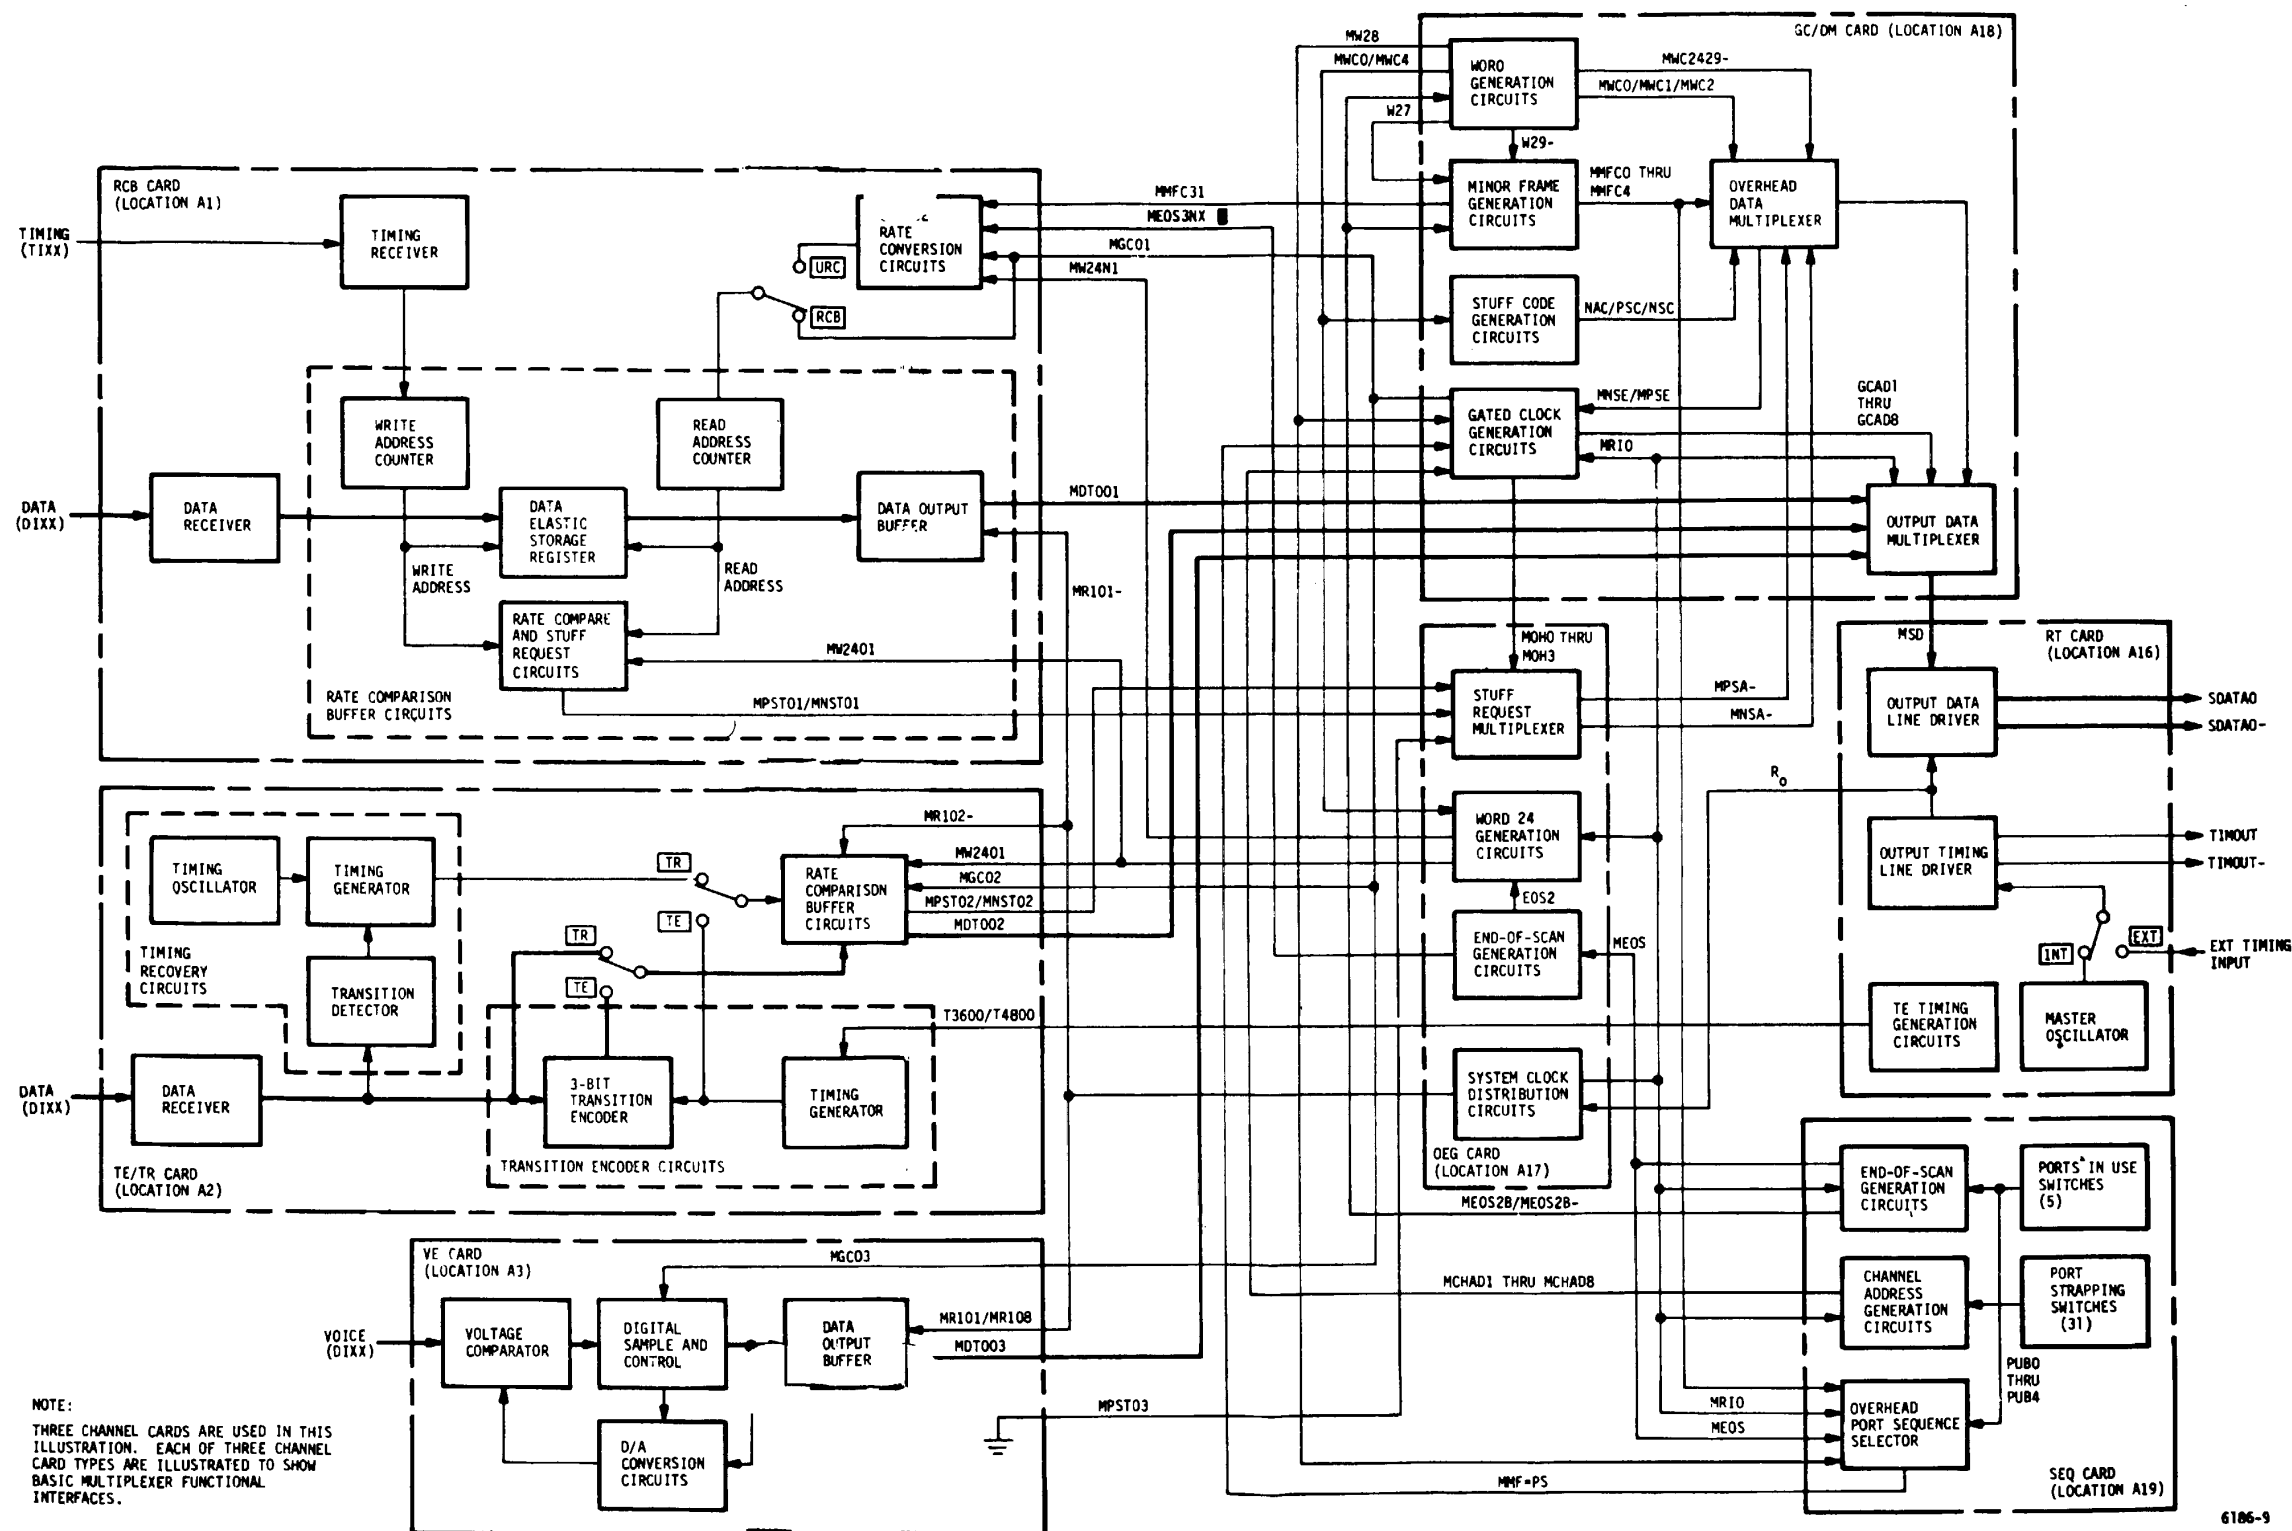 GC/DM CARD (LOCATION A18)
MW28
MWC0/MWC4
WORD
GENERATION
CIRCUITS
MWC2429-
MWC0/MWC1/MWC2
W27
W29-
MINOR FRAME
GENERATION
CIRCUITS
MMFC0 THRU
MMFC4
OVERHEAD
DATA
MULTIPLEXER
STUFF CODE
GENERATION
CIRCUITS
NAC/PSC/NSC
GATED CLOCK
GENERATION
CIRCUITS
MNSE/MPSE
MRIO
GCAD1
THRU
GCAD8
OUTPUT DATA
MULTIPLEXER
RCB CARD
(LOCATION A1)
TIMING
(TIXX)
TIMING
RECEIVER
RATE
CONVERSION
CIRCUITS
URC
RCB
MMFC31
MEOS3NX
MGC01
MW24N1
WRITE
ADDRESS
COUNTER
READ
ADDRESS
COUNTER
DATA
(DIXX)
DATA
RECEIVER
DATA
ELASTIC
STORAGE
REGISTER
DATA OUTPUT
BUFFER
MDT001
WRITE
ADDRESS
READ
ADDRESS
MR101-
RATE COMPARE
AND STUFF
REQUEST
CIRCUITS
MW2401
MPST01/MNST01
RATE COMPARISON
BUFFER CIRCUITS
MOH0 THRU
MOH3
STUFF
REQUEST
MULTIPLEXER
MPSA-
MNSA-
WORD 24
GENERATION
CIRCUITS
EOS2
END-OF-SCAN
GENERATION
CIRCUITS
MEOS
SYSTEM CLOCK
DISTRIBUTION
CIRCUITS
OEG CARD
(LOCATION A17)
MSD
RT CARD
(LOCATION A16)
OUTPUT DATA
LINE DRIVER
SDATAO
SDATAO-
Ro
OUTPUT TIMING
LINE DRIVER
TIMOUT
TIMOUT-
INT
EXT
EXT TIMING
INPUT
TE TIMING
GENERATION
CIRCUITS
MASTER
OSCILLATOR
TIMING
OSCILLATOR
TIMING
GENERATOR
TIMING
RECOVERY
CIRCUITS
TRANSITION
DETECTOR
TR
TE
TR
TE
RATE
COMPARISON
BUFFER
CIRCUITS
MR102-
MW2401
MGC02
MPST02/MNST02
MDT002
T3600/T4800
DATA
(DIXX)
DATA
RECEIVER
3-BIT
TRANSITION
ENCODER
TIMING
GENERATOR
TRANSITION ENCODER CIRCUITS
TE/TR CARD
(LOCATION A2)
VE CARD
(LOCATION A3)
MGC03
VOICE
(DIXX)
VOLTAGE
COMPARATOR
DIGITAL
SAMPLE AND
CONTROL
DATA
OUTPUT
BUFFER
MR101/MR108
MDT003
D/A
CONVERSION
CIRCUITS
MPST03
MEOS2B/MEOS2B-
MCHAD1 THRU MCHAD8
END-OF-SCAN
GENERATION
CIRCUITS
PORTS IN USE
SWITCHES
(5)
CHANNEL
ADDRESS
GENERATION
CIRCUITS
PORT
STRAPPING
SWITCHES
(31)
PUB0
THRU
PUB4
MRIO
MEOS
OVERHEAD
PORT SEQUENCE
SELECTOR
MMF=PS
SEQ CARD
(LOCATION A19)
NOTE:
THREE CHANNEL CARDS ARE USED IN THIS
ILLUSTRATION. EACH OF THREE CHANNEL
CARD TYPES ARE ILLUSTRATED TO SHOW
BASIC MULTIPLEXER FUNCTIONAL
INTERFACES.
6186-9